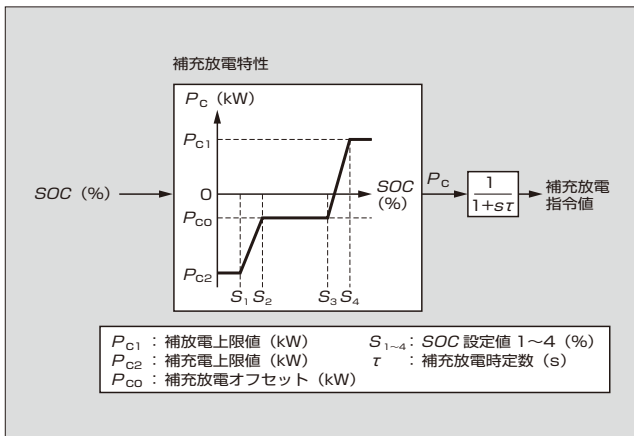 補充放電特性
Pc (kW)
Pc1
0
Pco
Pc2
SOC (%)
SOC (%)
S1 S2 S3 S4
Pc
1
1+sτ
補充放電
指令値
Pc1 : 補放電上限値 (kW)
Pc2 : 補充電上限値 (kW)
Pco : 補充放電オフセット (kW)
S1~4 : SOC 設定値 1~4 (%)
τ : 補充放電時定数 (s)